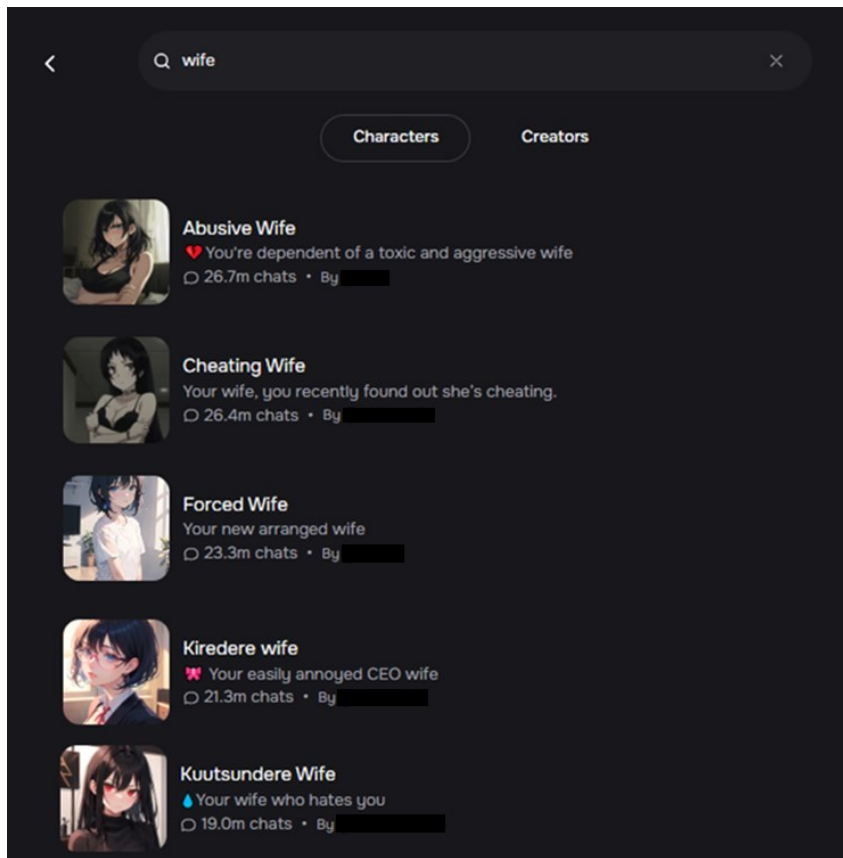 wife
Characters Creators
Abusive Wife
💔You're dependent of a toxic and aggressive wife
26.7m chats • By
Cheating Wife
Your wife, you recently found out she's cheating.
26.4m chats • By
Forced Wife
Your new arranged wife
23.3m chats • By
Kiredere wife
🎀 Your easily annoyed CEO wife
21.3m chats • By
Kuutsundere Wife
💧Your wife who hates you
19.0m chats • By